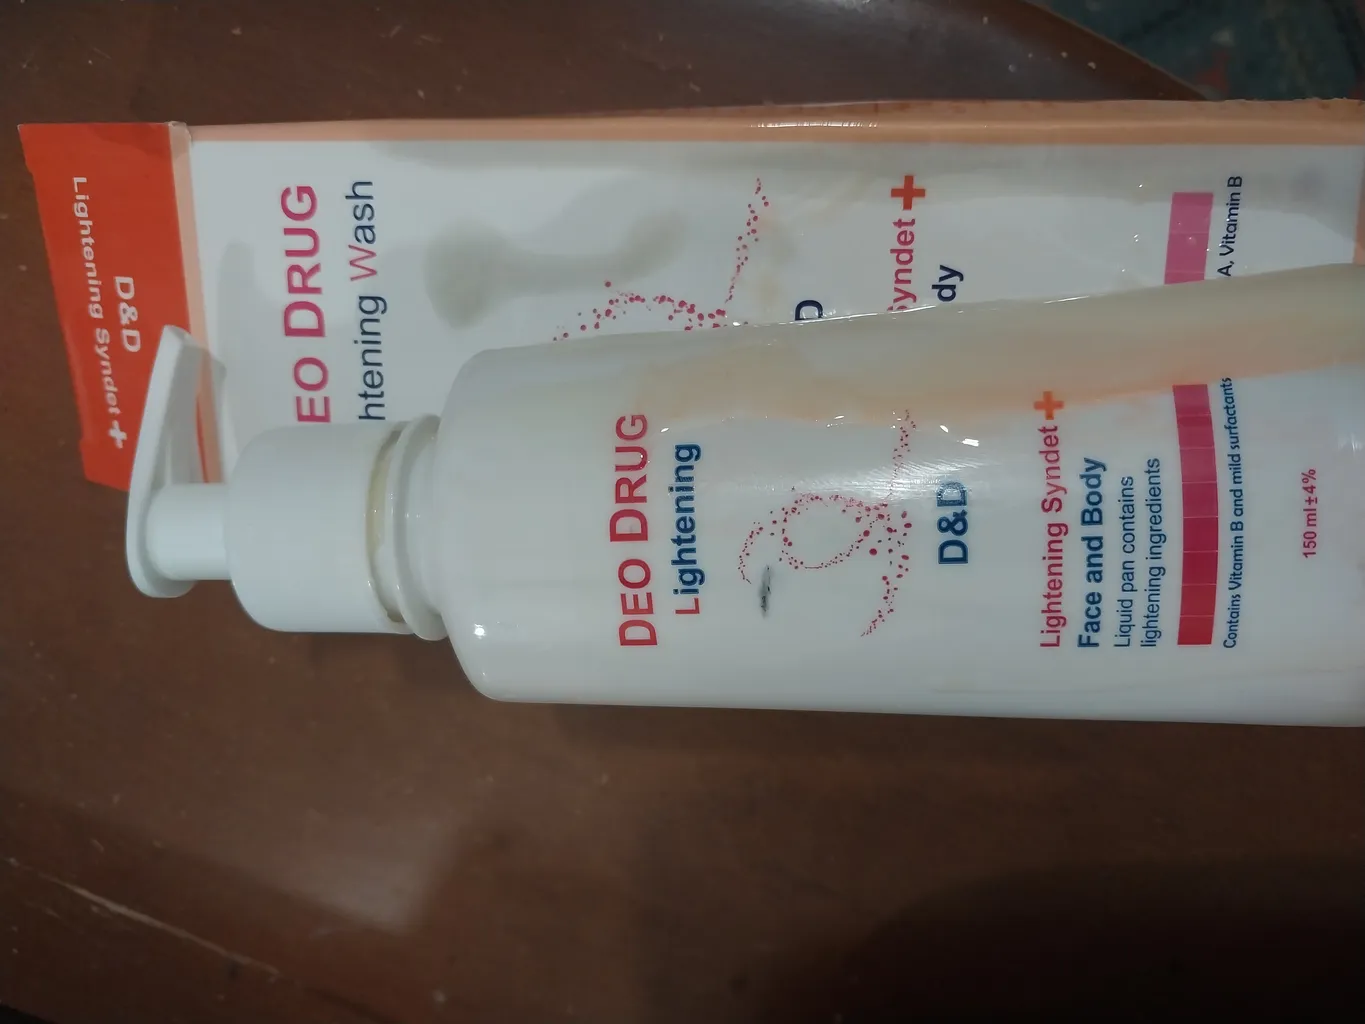 D&D
Lightening Syndet +
EO DRUG
htening Wash
D
Syndet +
dy
A, Vitamin B
DEO DRUG
Lightening
D&D
Lightening Syndet +
Face and Body
Liquid pan contains
lightening ingredients
Contains Vitamin B and mild surfactants
150 ml±4%